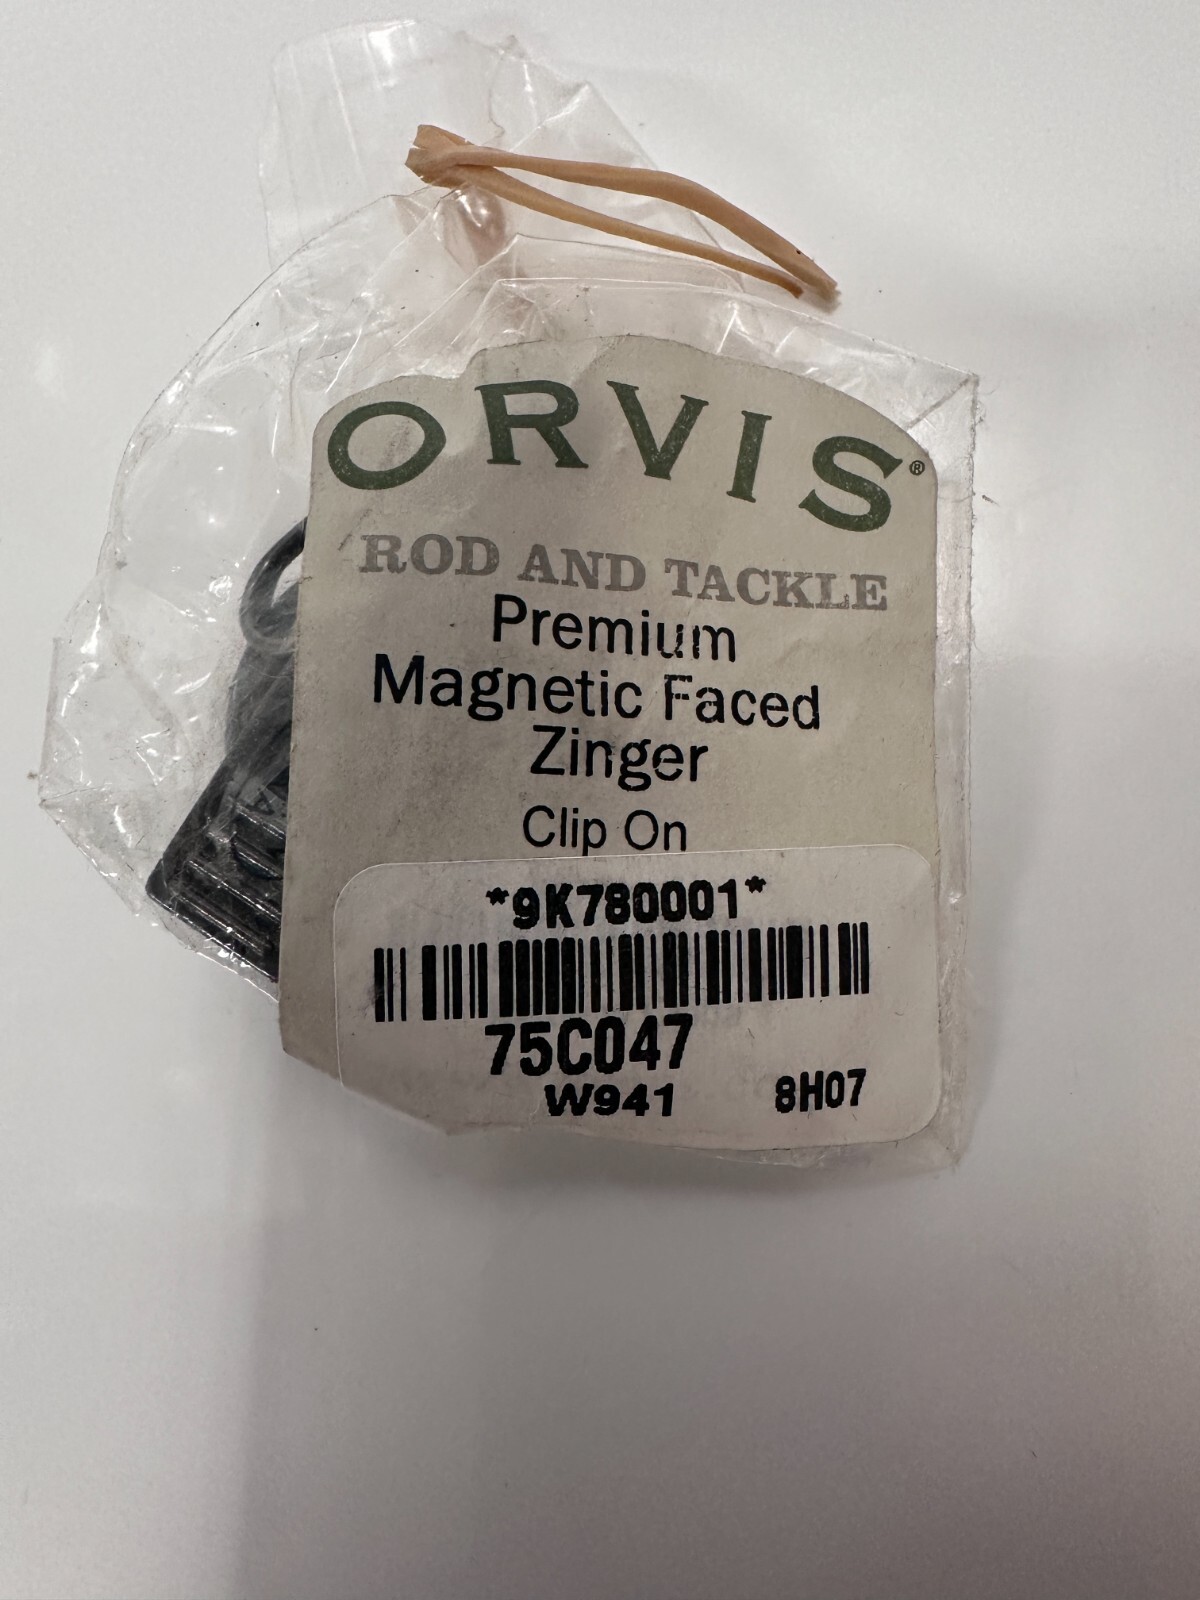 ORVIS®
ROD AND TACKLE
Premium
Magnetic Faced
Zinger
Clip On
*9K780001*
75C047
W941 8H07